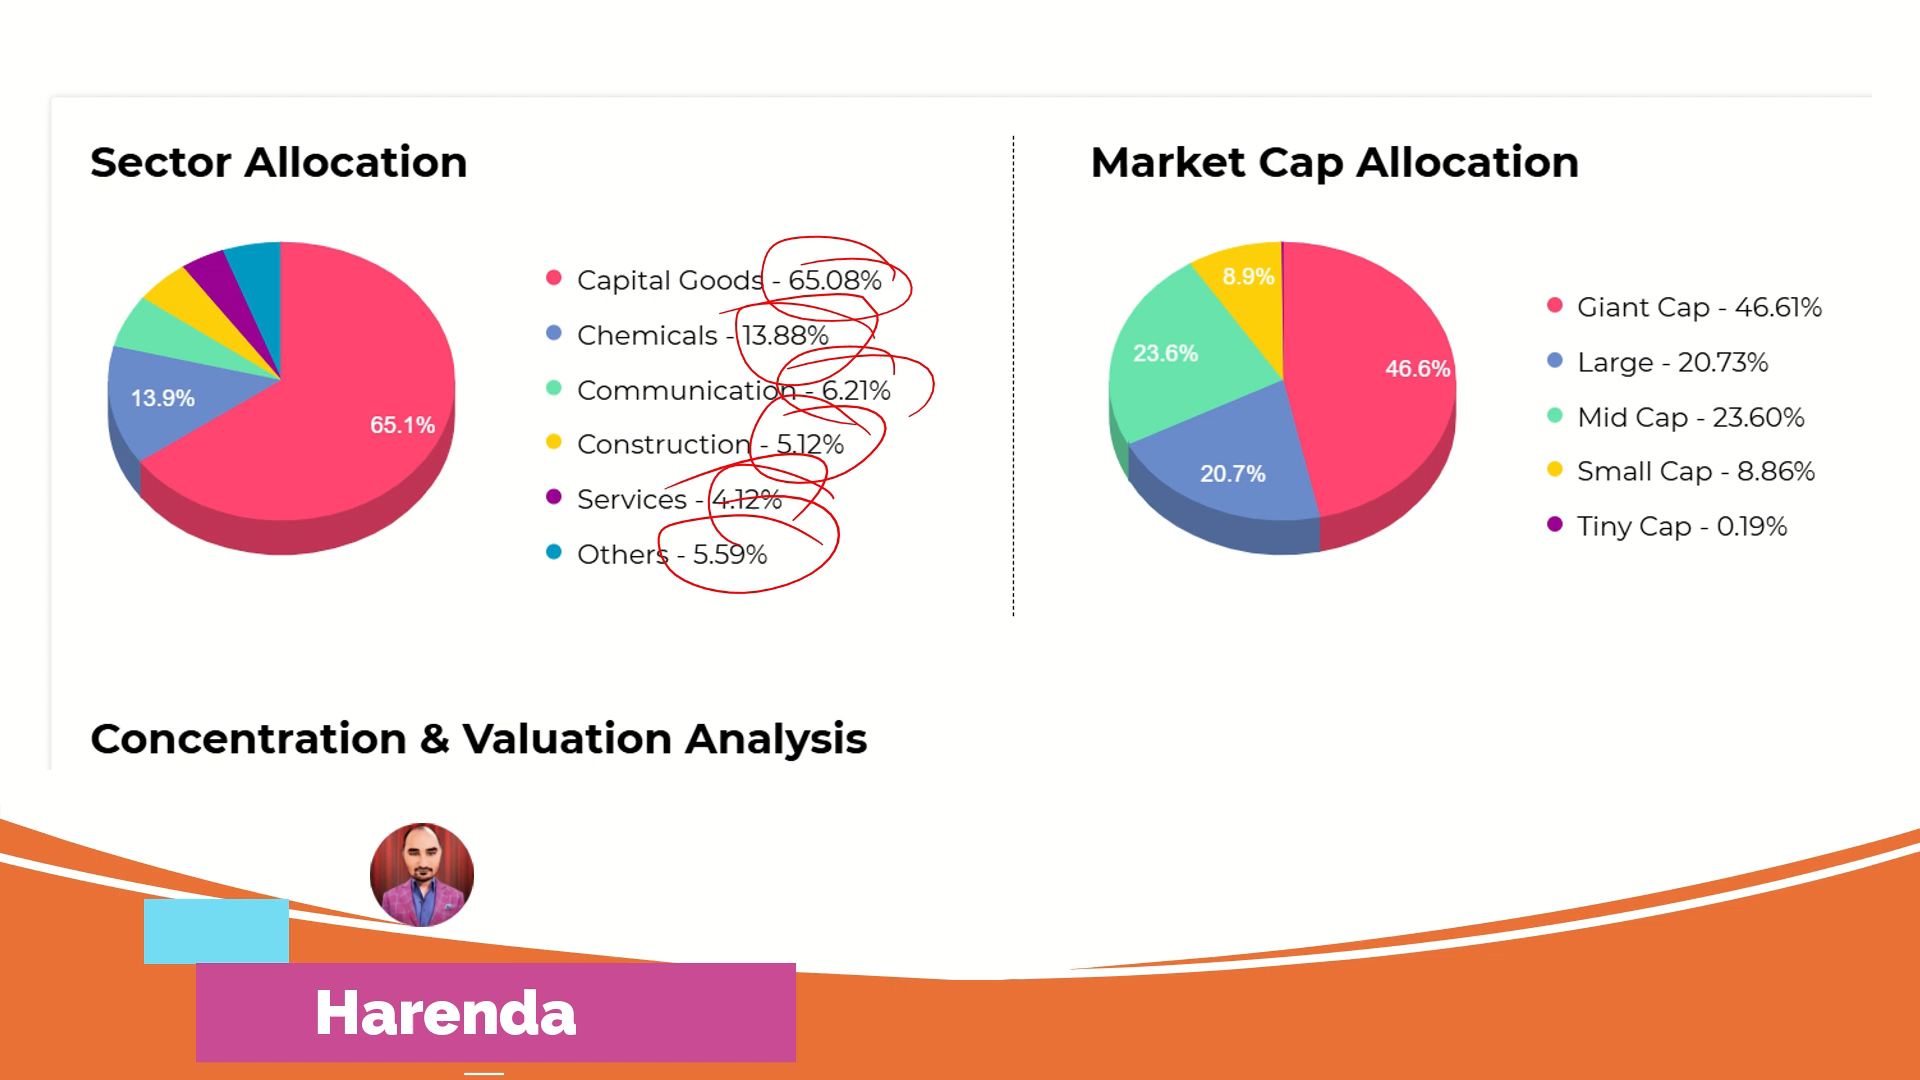 Sector Allocation
65.1%
13.9%
Capital Goods - 65.08%
Chemicals - 13.88%
Communication - 6.21%
Construction - 5.12%
Services - 4.12%
Others - 5.59%
Market Cap Allocation
8.9%
23.6%
46.6%
20.7%
Giant Cap - 46.61%
Large - 20.73%
Mid Cap - 23.60%
Small Cap - 8.86%
Tiny Cap - 0.19%
Concentration & Valuation Analysis
Harenda